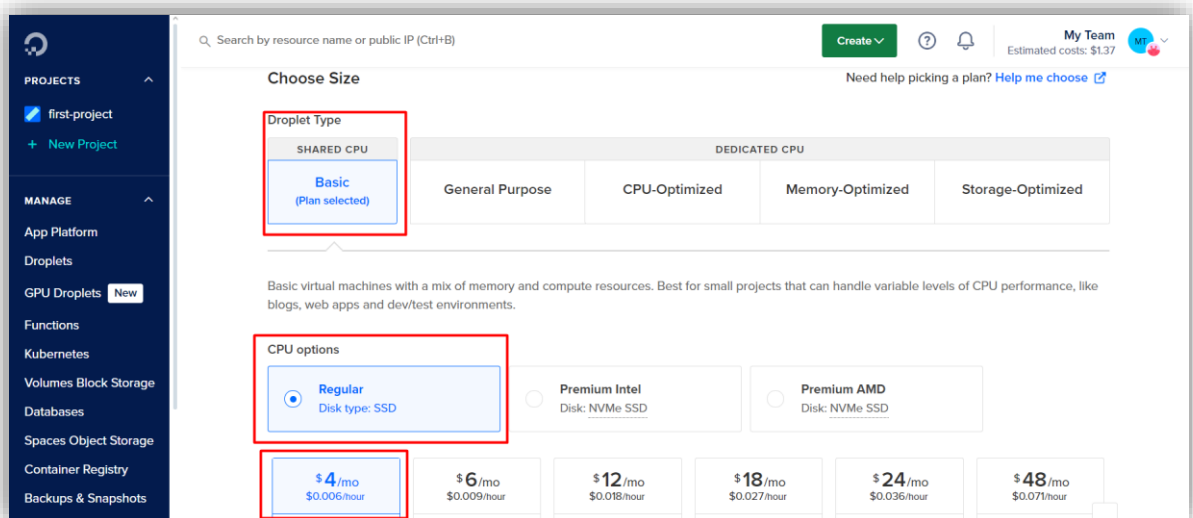 Search by resource name or public IP (Ctrl+B)
Create
My Team
Estimated costs: $1.37
MT
PROJECTS
first-project
+ New Project
MANAGE
App Platform
Droplets
GPU Droplets New
Functions
Kubernetes
Volumes Block Storage
Databases
Spaces Object Storage
Container Registry
Backups & Snapshots
Choose Size
Need help picking a plan? Help me choose
Droplet Type
SHARED CPU
DEDICATED CPU
Basic
(Plan selected)
General Purpose
CPU-Optimized
Memory-Optimized
Storage-Optimized
Basic virtual machines with a mix of memory and compute resources. Best for small projects that can handle variable levels of CPU performance, like
blogs, web apps and dev/test environments.
CPU options
Regular
Disk type: SSD
Premium Intel
Disk: NVMe SSD
Premium AMD
Disk: NVMe SSD
$4/mo
$0.006/hour
$6/mo
$0.009/hour
$12/mo
$0.018/hour
$18/mo
$0.027/hour
$24/mo
$0.036/hour
$48/mo
$0.071/hour